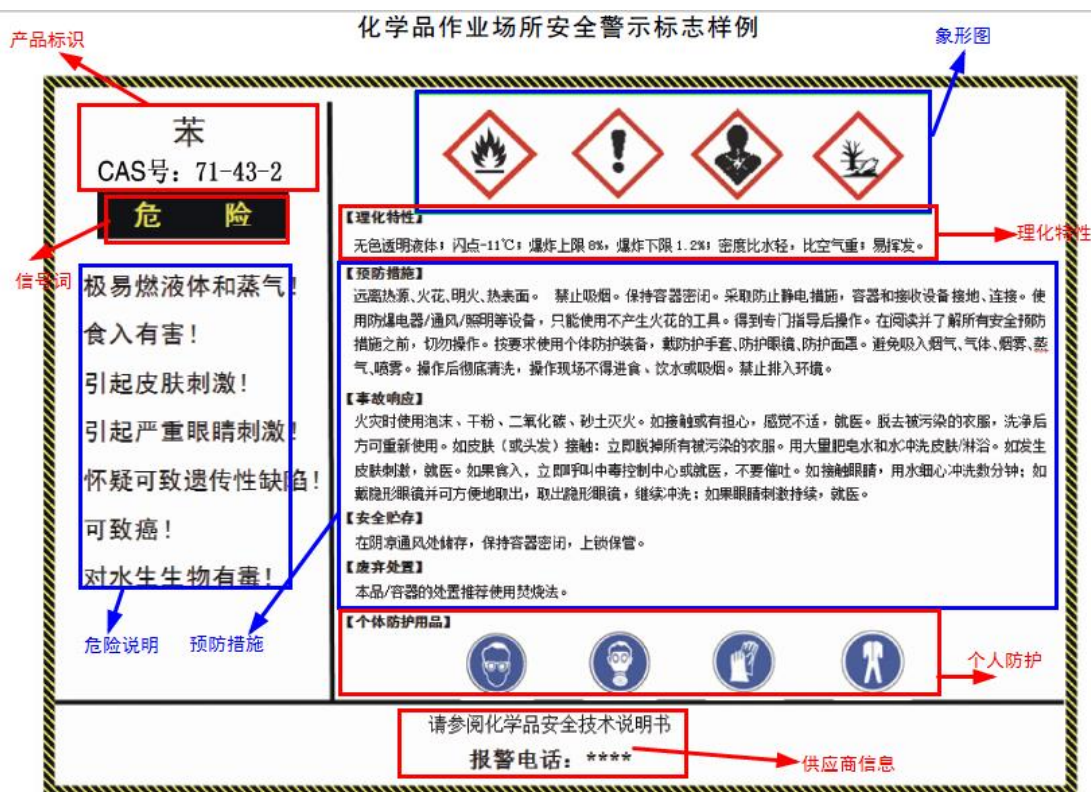 化学品作业场所安全警示标志样例
产品标识
象形图
苯
CAS号：71-43-2
危 险
信号词
极易燃液体和蒸气！
食入有害！
引起皮肤刺激！
引起严重眼睛刺激！
怀疑可致遗传性缺陷！
可致癌！
对水生生物有毒！
危险说明
预防措施
【理化特性】
无色透明液体；闪点-11℃；爆炸上限8%，爆炸下限1.2%；密度比水轻，比空气重；易挥发。
理化特性
【预防措施】
远离热源、火花、明火、热表面。 禁止吸烟。保持容器密闭。采取防止静电措施，容器和接收设备接地、连接。使
用防爆电器/通风/照明等设备，只能使用不产生火花的工具。得到专门指导后操作。在阅读并了解所有安全预防
措施之前，切勿操作。按要求使用个体防护装备，戴防护手套、防护眼镜、防护面罩。避免吸入烟气、气体、烟雾、蒸
气、喷雾。操作后彻底清洗，操作现场不得进食、饮水或吸烟。禁止排入环境。
【事故响应】
火灾时使用泡沫、干粉、二氧化碳、砂土灭火。如接触或有担心，感觉不适，就医。脱去被污染的衣服，洗净后
方可重新使用。如皮肤（或头发）接触：立即脱掉所有被污染的衣服。用大量肥皂水和水冲洗皮肤/淋浴。如发生
皮肤刺激，就医。如果食入，立即呼叫中毒控制中心或就医，不要催吐。如接触眼睛，用水细心冲洗数分钟；如
戴隐形眼镜并可方便地取出，取出隐形眼镜，继续冲洗；如果眼睛刺激持续，就医。
【安全贮存】
在阴凉通风处储存，保持容器密闭，上锁保管。
【废弃处置】
本品/容器的处置推荐使用焚烧法。
【个体防护用品】
个人防护
请参阅化学品安全技术说明书
报警电话：****
供应商信息